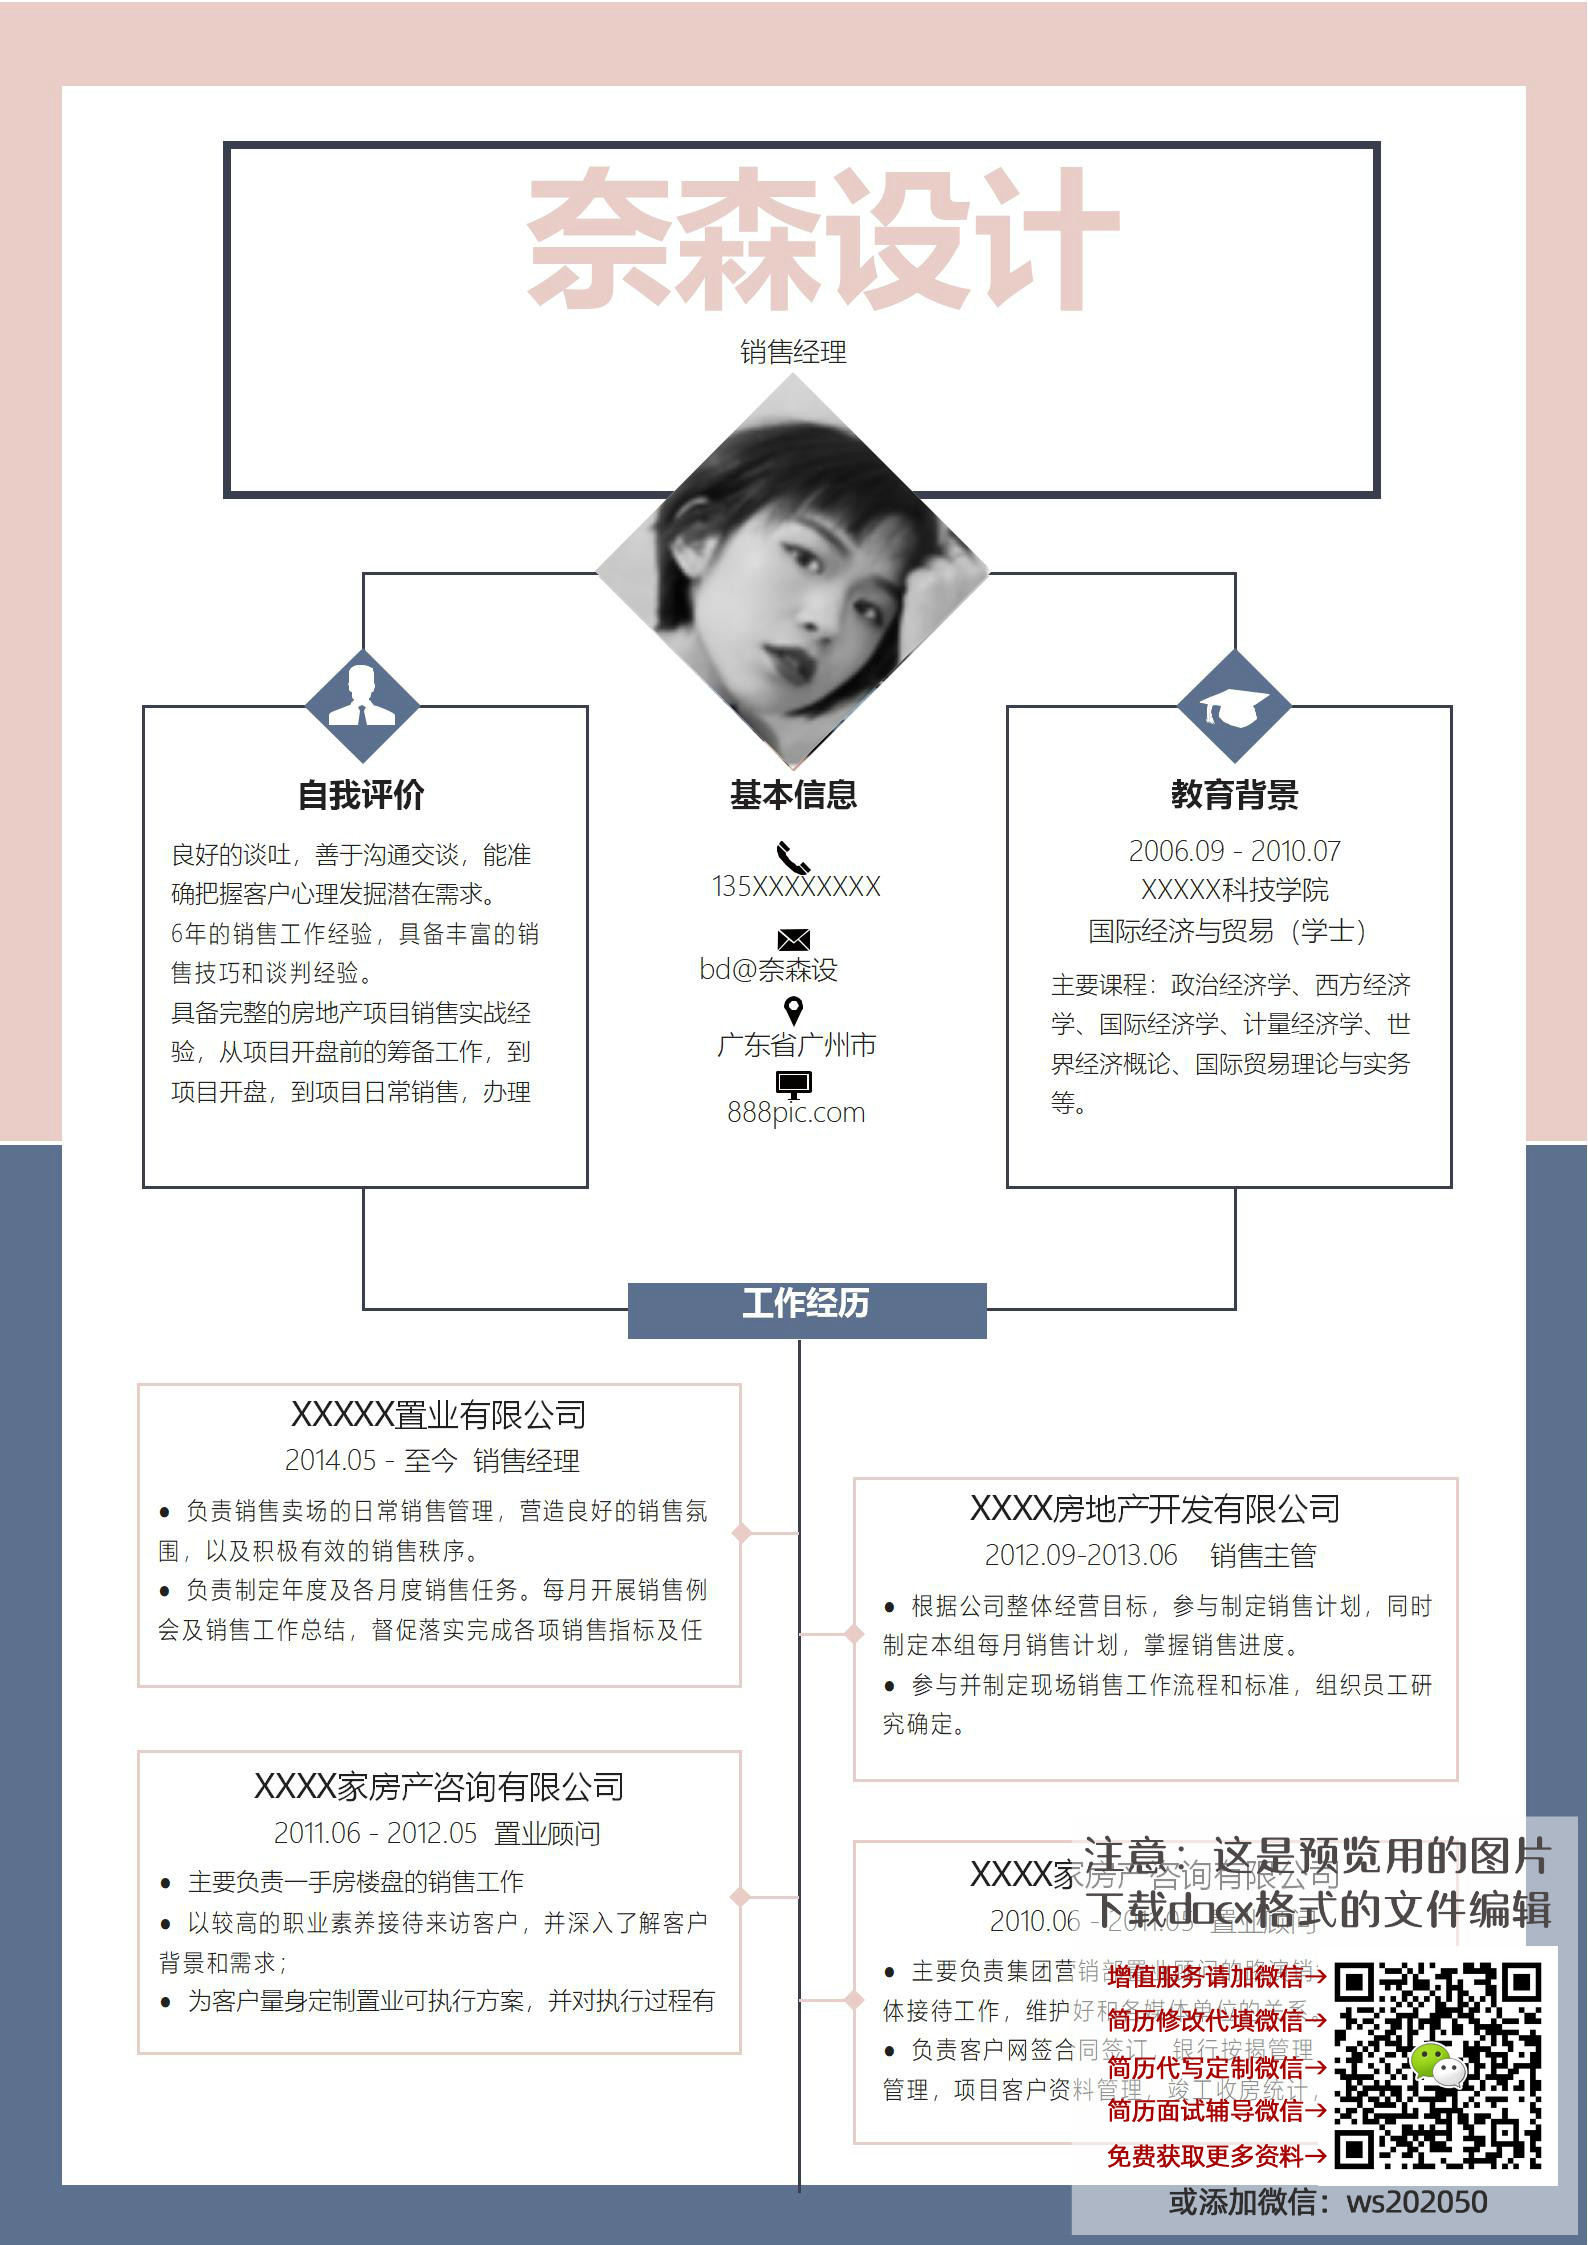 奈森设计
销售经理
自我评价
良好的谈吐，善于沟通交谈，能准
确把握客户心理发掘潜在需求。
6年的销售工作经验，具备丰富的销
售技巧和谈判经验。
具备完整的房地产项目销售实战经
验，从项目开盘前的筹备工作，到
项目开盘，到项目日常销售，办理
基本信息
135XXXXXXXX
bd@奈森设
广东省广州市
888pic.com
教育背景
2006.09 - 2010.07
XXXXX科技学院
国际经济与贸易（学士）
主要课程：政治经济学、西方经济
学、国际经济学、计量经济学、世
界经济概论、国际贸易理论与实务
等。
工作经历
XXXXX置业有限公司
2014.05 - 至今 销售经理
● 负责销售卖场的日常销售管理，营造良好的销售氛
围，以及积极有效的销售秩序。
● 负责制定年度及各月度销售任务。每月开展销售例
会及销售工作总结，督促落实完成各项销售指标及任
XXXX房地产开发有限公司
2012.09-2013.06 销售主管
● 根据公司整体经营目标，参与制定销售计划，同时
制定本组每月销售计划，掌握销售进度。
● 参与并制定现场销售工作流程和标准，组织员工研
究确定。
XXXX家房产咨询有限公司
2011.06 - 2012.05 置业顾问
● 主要负责一手房楼盘的销售工作
● 以较高的职业素养接待来访客户，并深入了解客户
背景和需求；
● 为客户量身定制置业可执行方案，并对执行过程有
XXXX家房产咨询有限公司
2010.06 - 2011.05 置业顾问
● 主要负责集团营销部置业顾问的
体接待工作，维护好和各媒体单位的关系。
● 负责客户网签合同签订，银行按揭管理
管理，项目客户资料管理，竣工收房统计，
注意：这是预览用的图片
下载docx格式的文件编辑
增值服务请加微信→
简历修改代填微信→
简历代写定制微信→
简历面试辅导微信→
免费获取更多资料→
或添加微信：ws202050